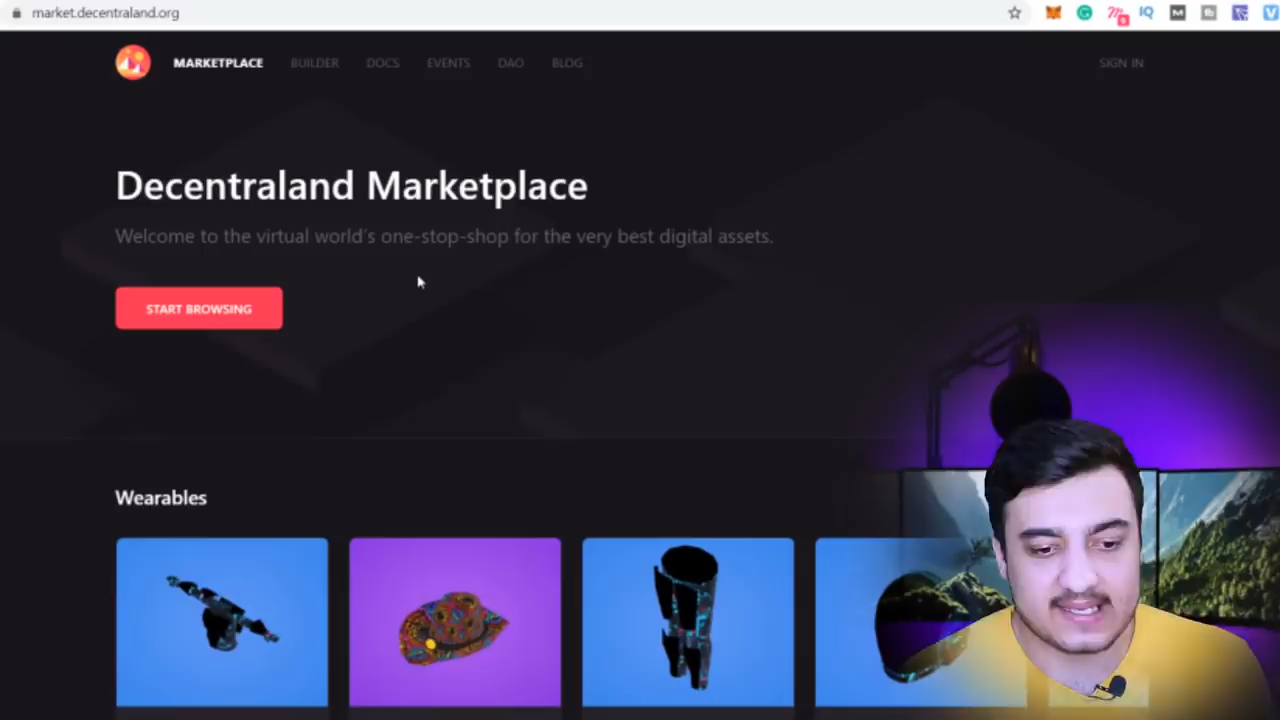 market.decentraland.org
MARKETPLACE BUILDER DOCS EVENTS DAO BLOG SIGN IN
Decentraland Marketplace
Welcome to the virtual world's one-stop-shop for the very best digital assets.
START BROWSING
Wearables